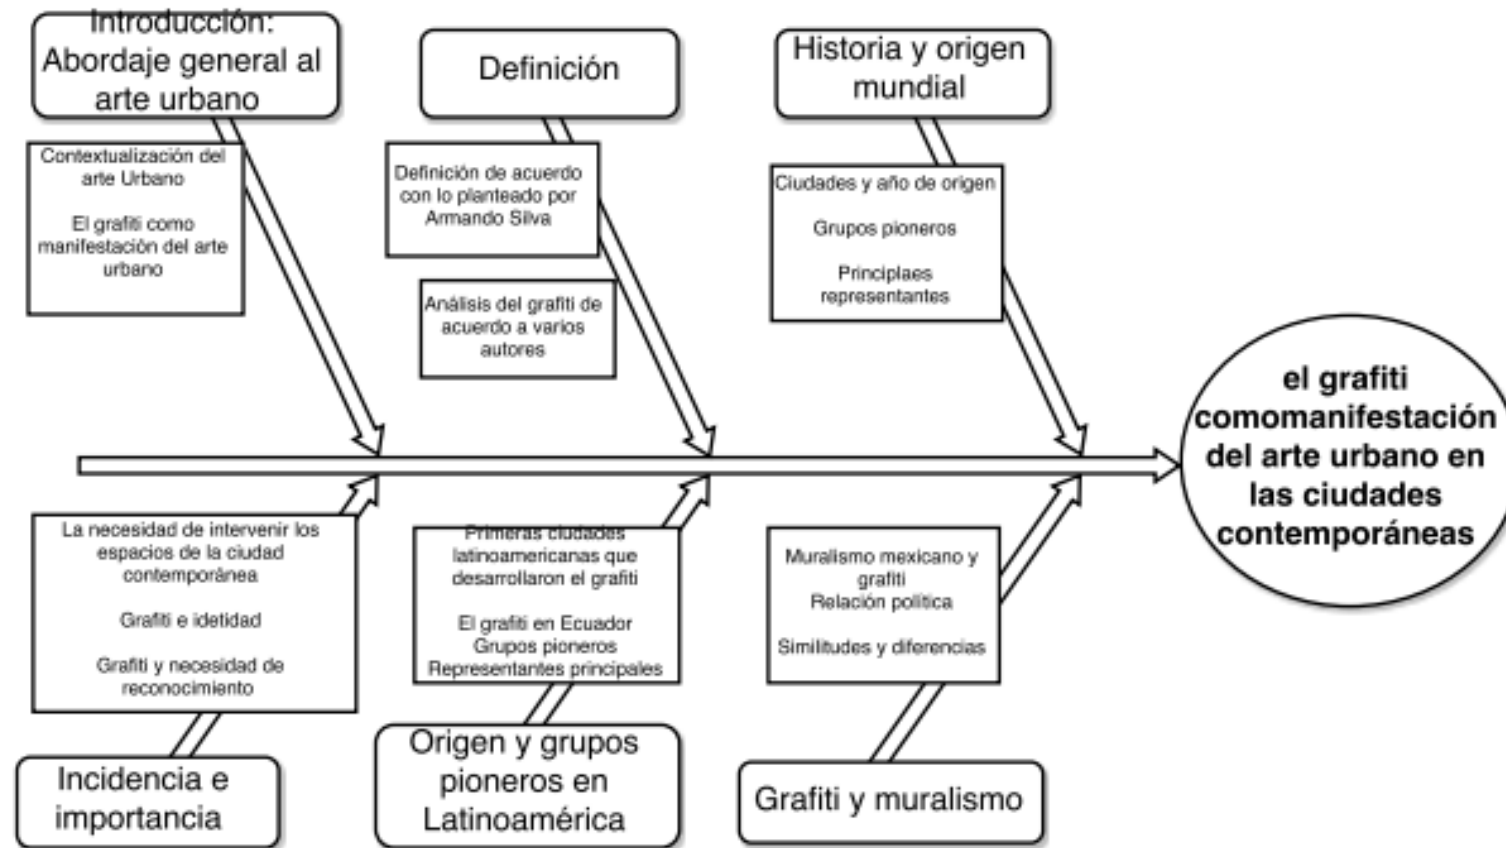 Introducción:
Abordaje general al
arte urbano
Contextualización del
arte Urbano
El grafiti como
manifestación del arte
urbano
Definición
Definición de acuerdo
con lo planteado por
Armando Silva
Análisis del grafiti de
acuerdo a varios
autores
Historia y origen
mundial
Ciudades y año de origen
Grupos pioneros
Principlaes
representantes
el grafiti
comomanifestación
del arte urbano en
las ciudades
contemporáneas
La necesidad de intervenir los
espacios de la ciudad
contemporánea
Grafiti e idetidad
Grafiti y necesidad de
reconocimiento
Incidencia e
importancia
Primeras ciudades
latinoamericanas que
desarrollaron el grafiti
El grafiti en Ecuador
Grupos pioneros
Representantes principales
Origen y grupos
pioneros en
Latinoamérica
Muralismo mexicano y
grafiti
Relación política
Similitudes y diferencias
Grafiti y muralismo